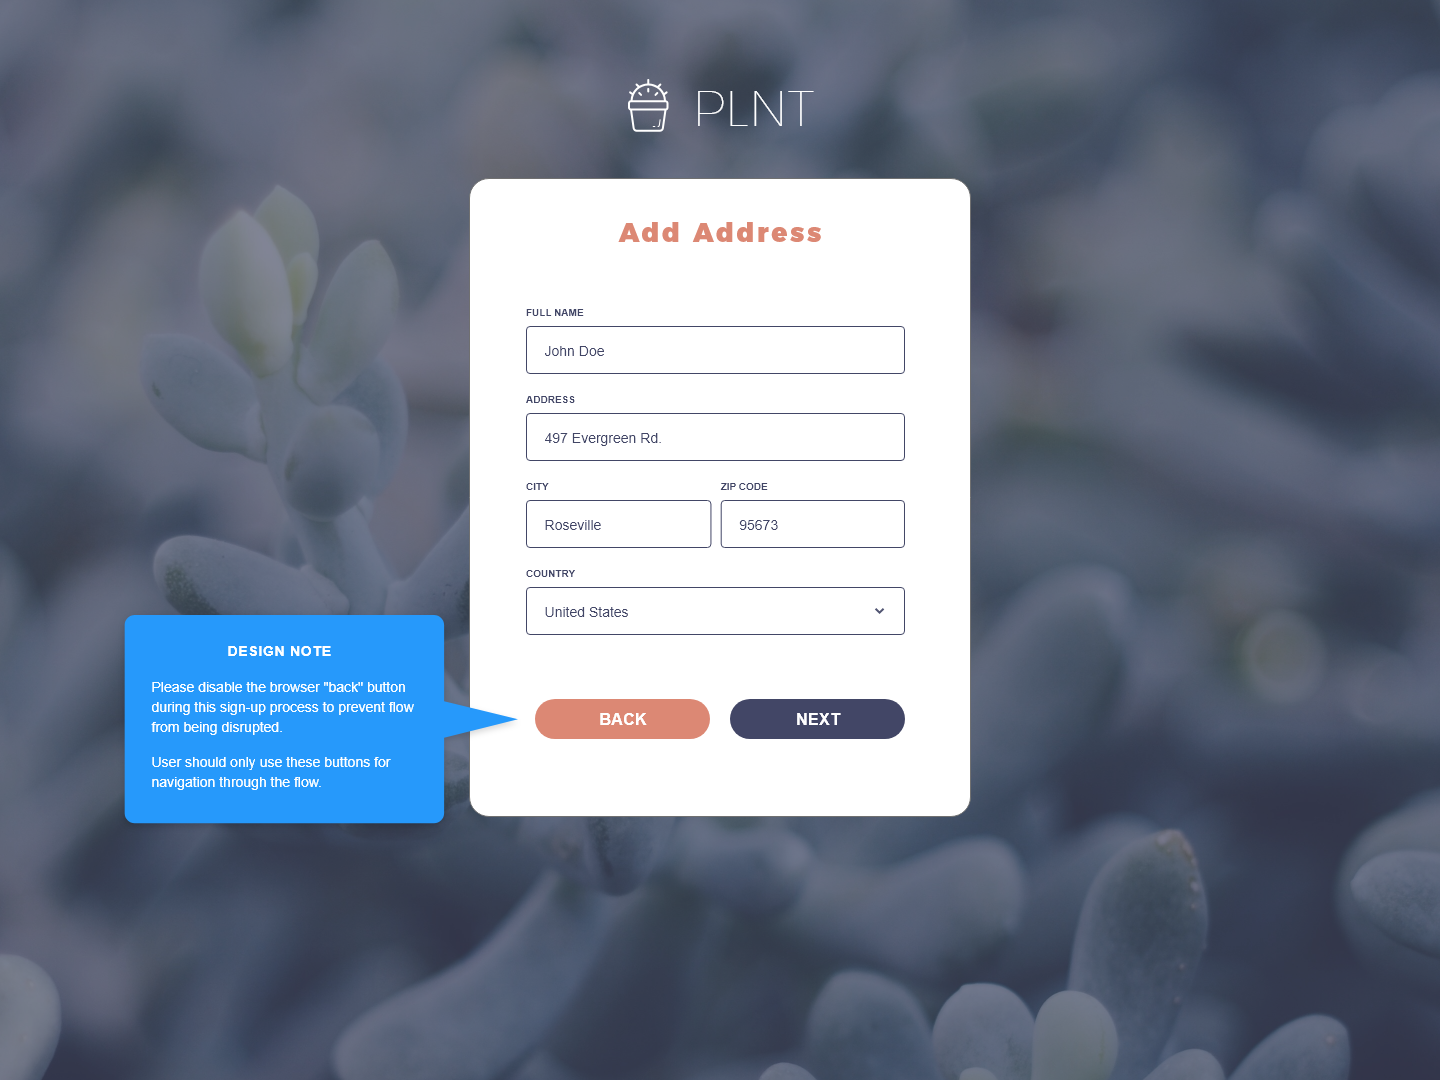 PLNT
Add Address
FULL NAME
John Doe
ADDRESS
497 Evergreen Rd.
CITY
ZIP CODE
Roseville
95673
COUNTRY
United States
DESIGN NOTE
Please disable the browser "back" button
during this sign-up process to prevent flow
from being disrupted.
User should only use these buttons for
navigation through the flow.
BACK
NEXT